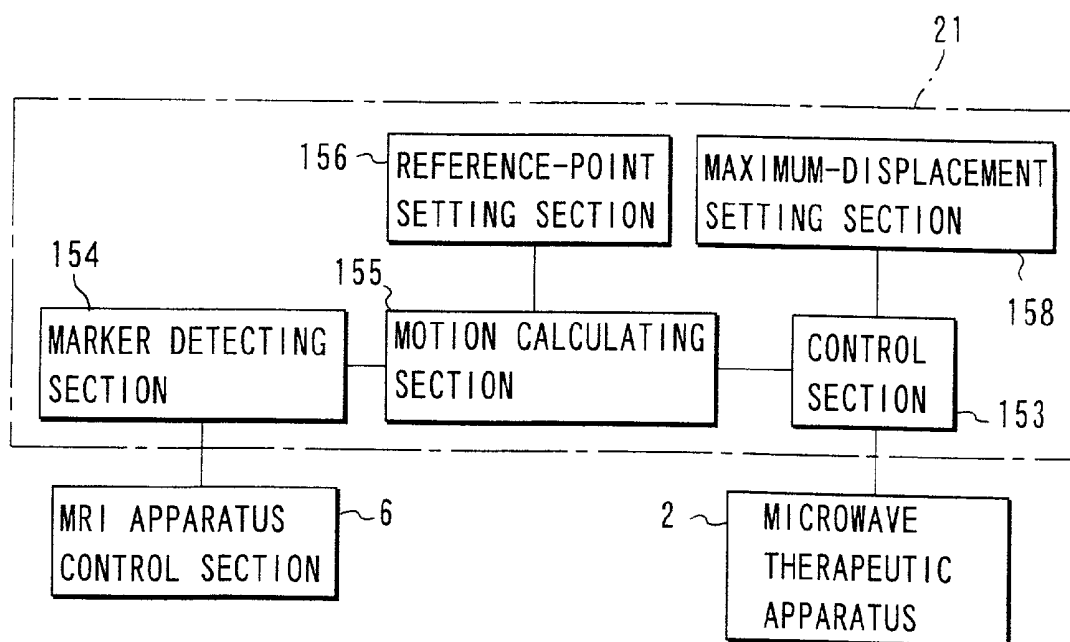 21
156
REFERENCE-POINT
SETTING SECTION
MAXIMUM-DISPLACEMENT
SETTING SECTION
158
154
MARKER DETECTING
SECTION
155
MOTION CALCULATING
SECTION
CONTROL
SECTION
153
MRI APPARATUS
CONTROL SECTION
6
2
MICROWAVE
THERAPEUTIC
APPARATUS